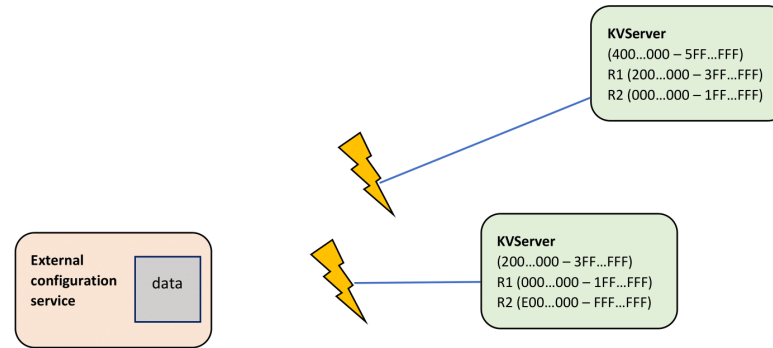 KVServer
(400...000 – 5FF...FFF)
R1 (200...000 – 3FF...FFF)
R2 (000...000 – 1FF...FFF)
KVServer
(200...000 – 3FF...FFF)
R1 (000...000 – 1FF...FFF)
R2 (E00...000 – FFF...FFF)
External
configuration
service
data